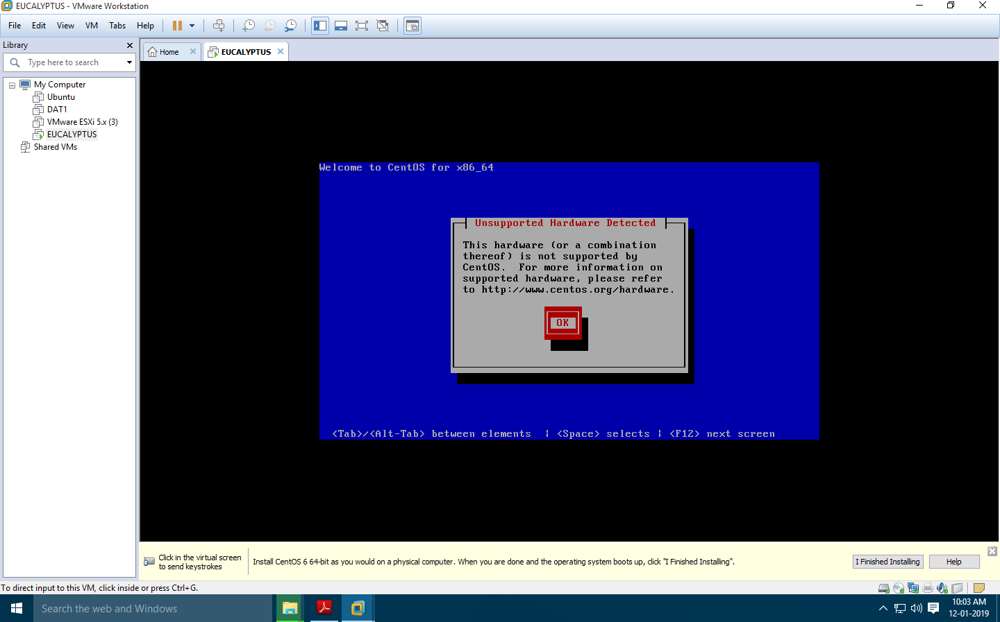 EUCALYPTUS - VMware Workstation
File Edit View VM Tabs Help
Library
Type here to search
My Computer
Ubuntu
DAT1
VMware ESXi 5.x (3)
EUCALYPTUS
Shared VMs
Home EUCALYPTUS
Welcome to CentOS for x86_64
Unsupported Hardware Detected
This hardware (or a combination
thereof) is not supported by
CentOS. For more information on
supported hardware, please refer
to http://www.centos.org/hardware.
OK
<Tab>/<Alt-Tab> between elements | <Space> selects | <F12> next screen
Click in the virtual screen
to send keystrokes
Install CentOS 6 64-bit as you would on a physical computer. When you are done and the operating system boots up, click "I Finished Installing".
I Finished Installing Help
To direct input to this VM, click inside or press Ctrl+G.
Search the web and Windows
10:03 AM
12-01-2019